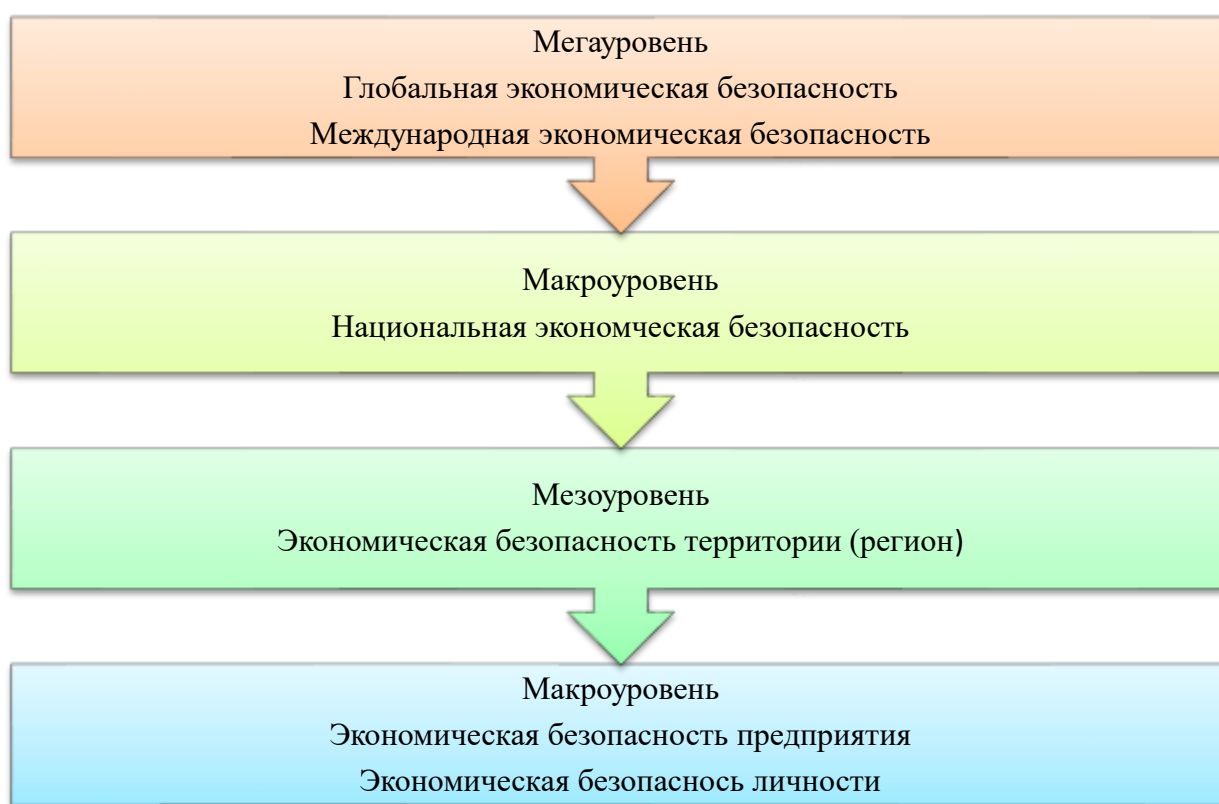 Мегауровень
Глобальная экономическая безопасность
Международная экономическая безопасность
Макроуровень
Национальная экономческая безопасность
Мезоуровень
Экономическая безопасность территории (регион)
Макроуровень
Экономическая безопасность предприятия
Экономическая безопаснось личности